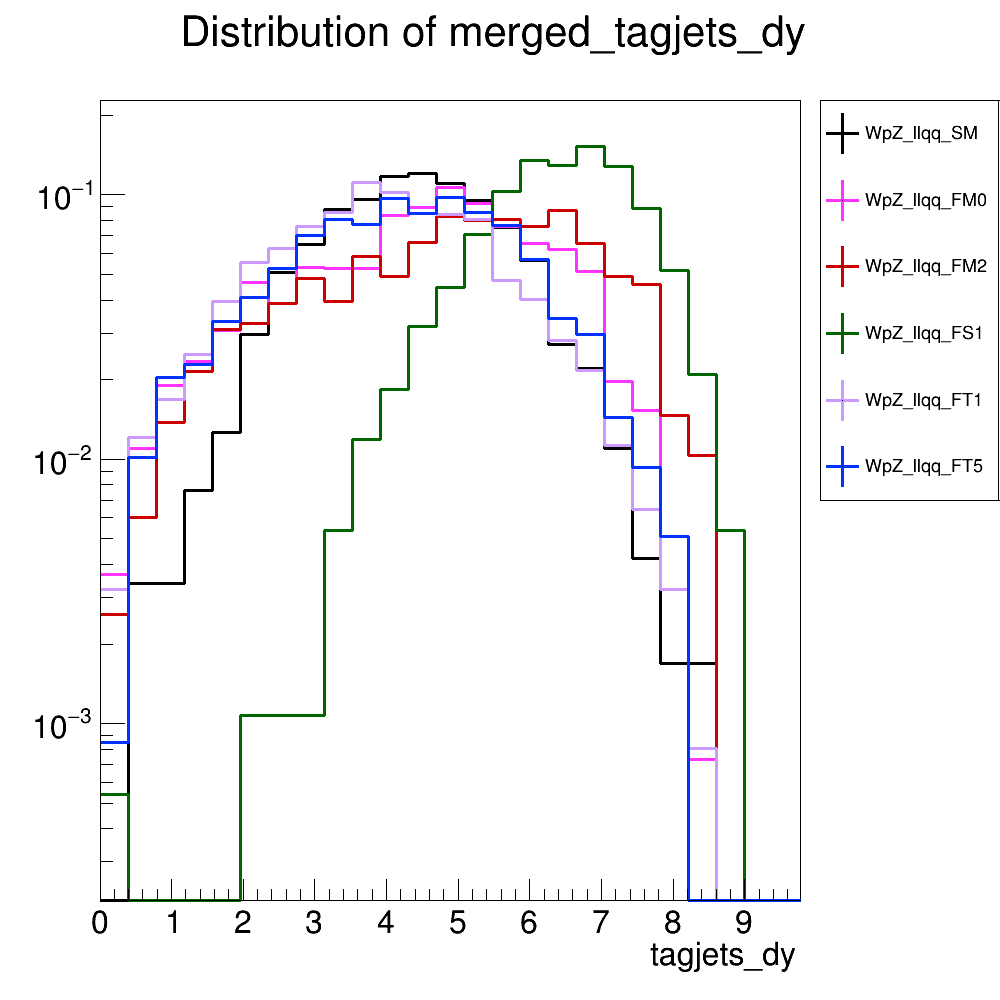 Distribution of merged_tagjets_dy
WpZ_llqq_SM
WpZ_llqq_FM0
WpZ_llqq_FM2
WpZ_llqq_FS1
WpZ_llqq_FT1
WpZ_llqq_FT5
10⁻¹
10⁻²
10⁻³
0 1 2 3 4 5 6 7 8 9
tagjets_dy